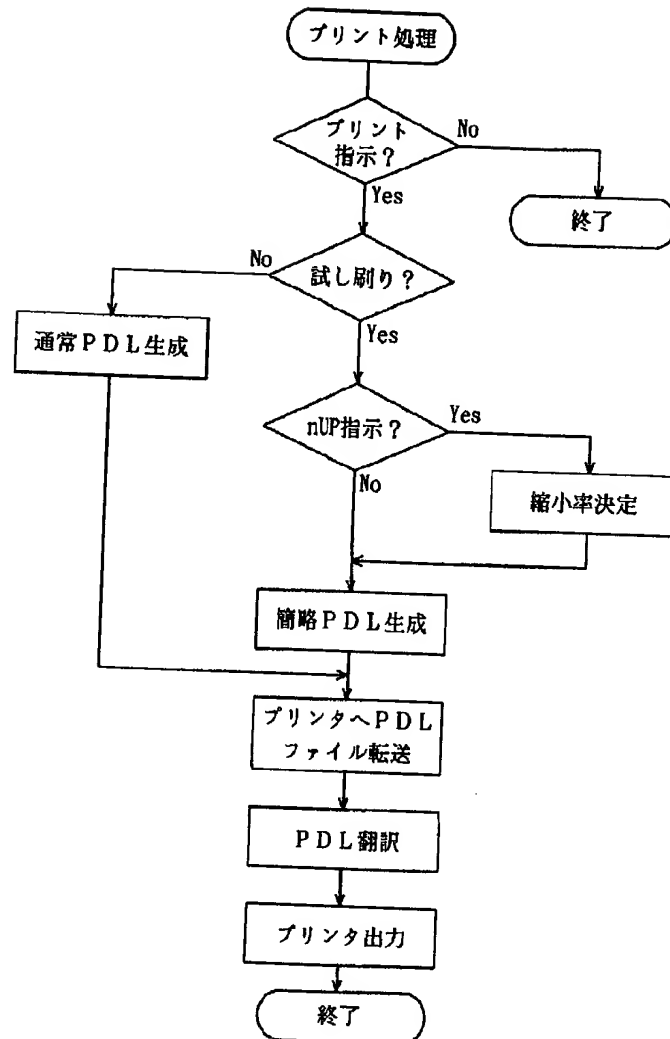 プリント処理
プリント
指示?
No
Yes
終了
試し刷り?
No
Yes
通常PDL生成
nUP指示?
Yes
No
縮小率決定
簡略PDL生成
プリンタへPDL
ファイル転送
PDL翻訳
プリンタ出力
終了